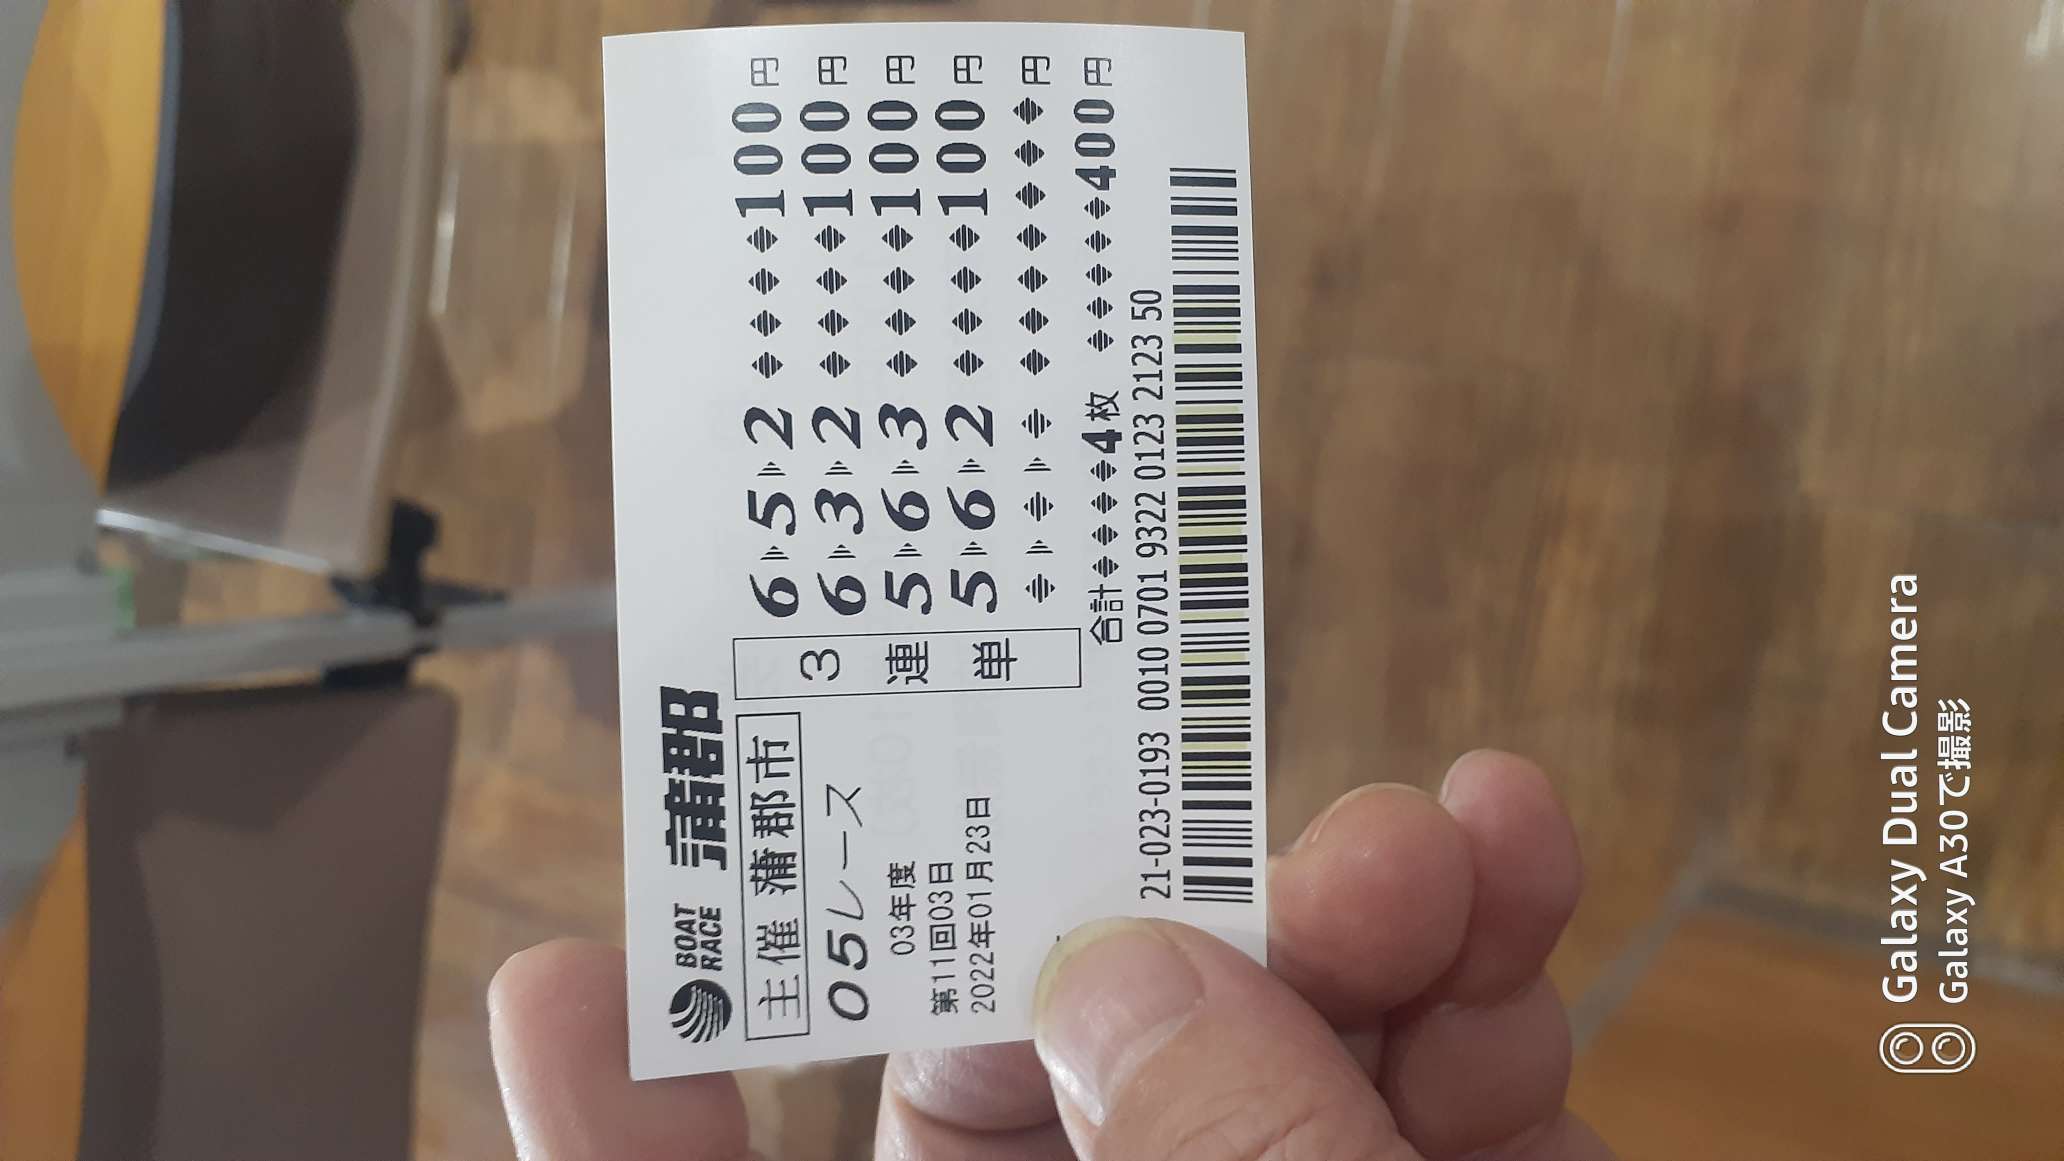 BOAT RACE 蒲郡
主催 蒲郡市
05レース
03年度
第11回03日
2022年01月23日
3連単
6▶5▶2 ◆◆◆◆100円
6▶3▶2 ◆◆◆◆100円
5▶6▶3 ◆◆◆◆100円
5▶6▶2 ◆◆◆◆100円
◆▶◆▶◆ ◆◆◆◆◆◆◆円
合計◆◆◆◆4枚 ◆◆◆◆◆400円
21-023-0193 0010 0701 9322 0123 2123 50
Galaxy Dual Camera
Galaxy A30で撮影